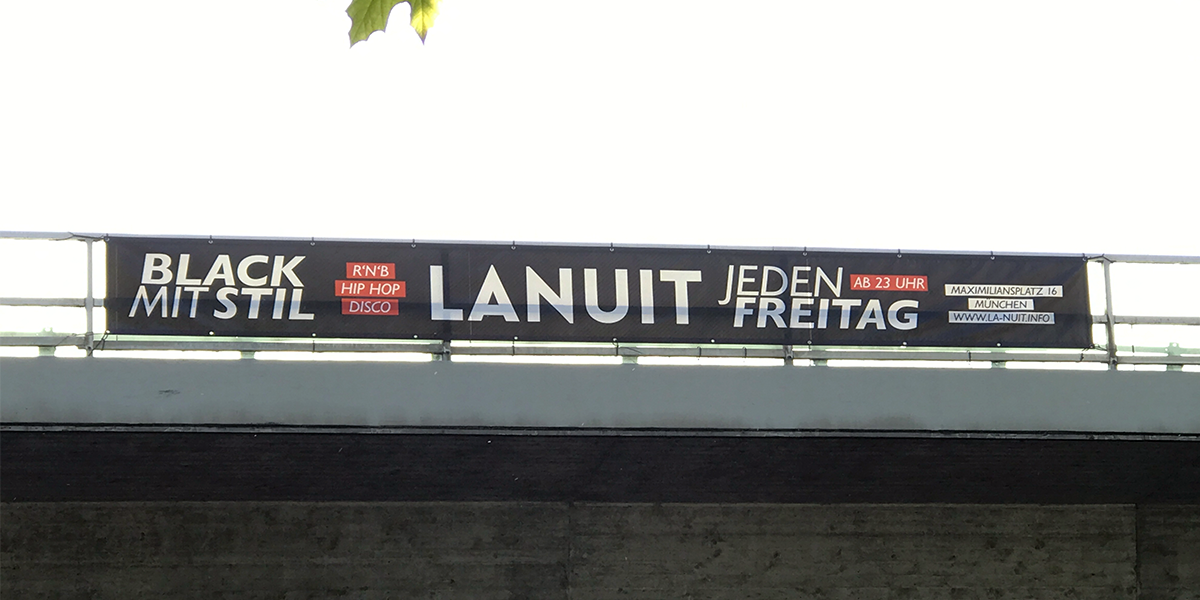 BLACK
MIT STIL
R'N'B
HIP HOP
DISCO
LANUIT
JEDEN
FREITAG
AB 23 UHR
MAXIMILIANSPLATZ 16
MÜNCHEN
WWW.LA-NUIT.INFO